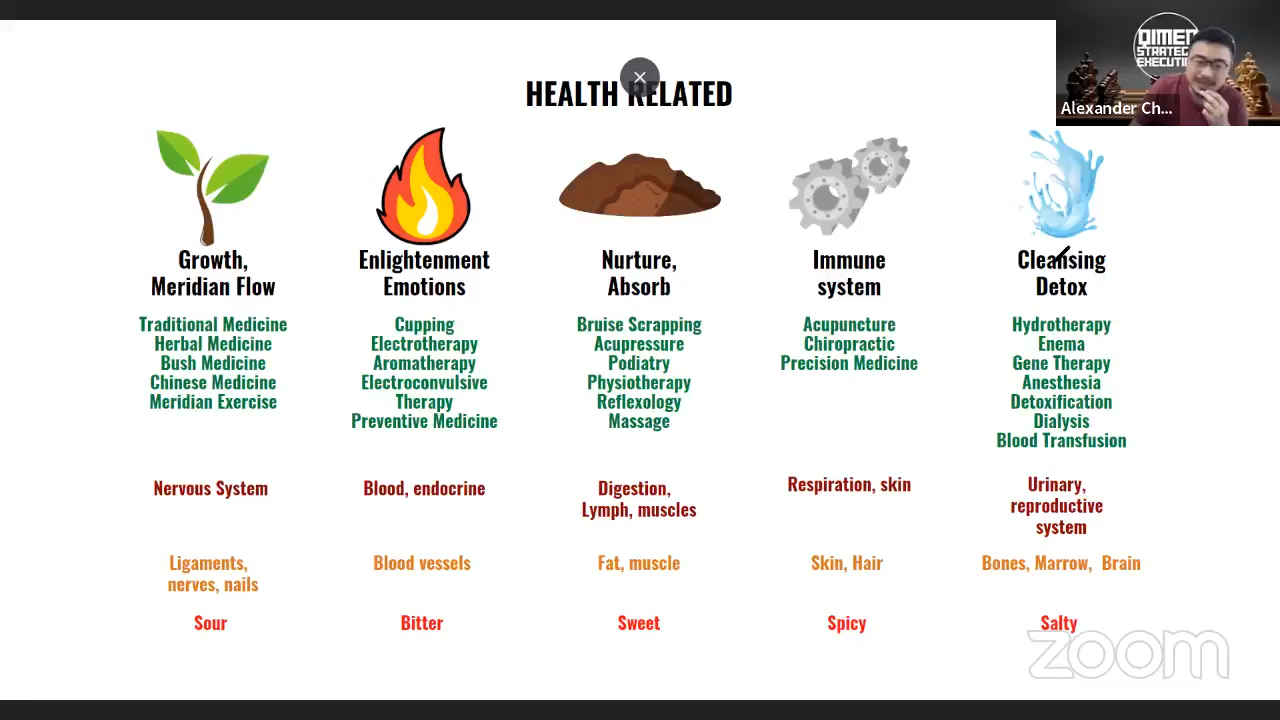 HEALTH RELATED
QIMEN
STRATEGIC
EXECUTI
Alexander Ch...
Growth,
Meridian Flow
Traditional Medicine
Herbal Medicine
Bush Medicine
Chinese Medicine
Meridian Exercise
Nervous System
Ligaments,
nerves, nails
Sour
Enlightenment
Emotions
Cupping
Electrotherapy
Aromatherapy
Electroconvulsive
Therapy
Preventive Medicine
Blood, endocrine
Blood vessels
Bitter
Nurture,
Absorb
Bruise Scrapping
Acupressure
Podiatry
Physiotherapy
Reflexology
Massage
Digestion,
Lymph, muscles
Fat, muscle
Sweet
Immune
system
Acupuncture
Chiropractic
Precision Medicine
Respiration, skin
Skin, Hair
Spicy
Cleansing
Detox
Hydrotherapy
Enema
Gene Therapy
Anesthesia
Detoxification
Dialysis
Blood Transfusion
Urinary,
reproductive
system
Bones, Marrow, Brain
Salty
zoom